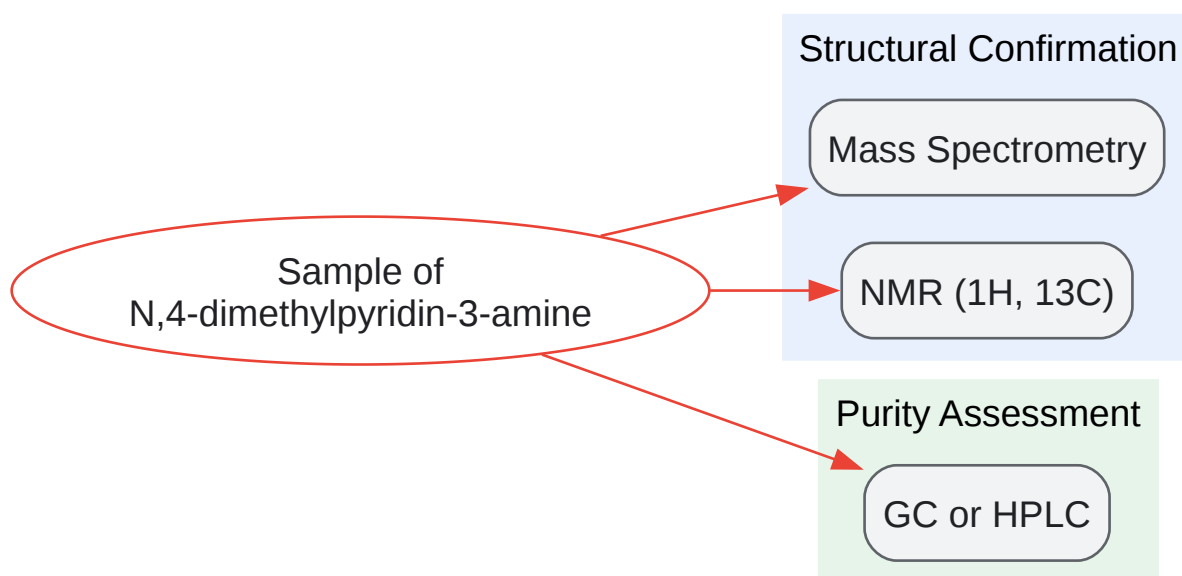 Structural Confirmation
Mass Spectrometry
Sample of
N,4-dimethylpyridin-3-amine
NMR (1H, 13C)
Purity Assessment
GC or HPLC